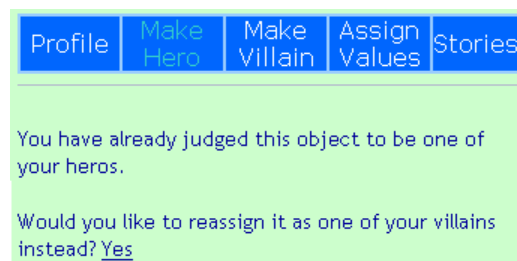 Profile Make Hero Make Villain Assign Values Stories
You have already judged this object to be one of
your heros.
Would you like to reassign it as one of your villains
instead? Yes